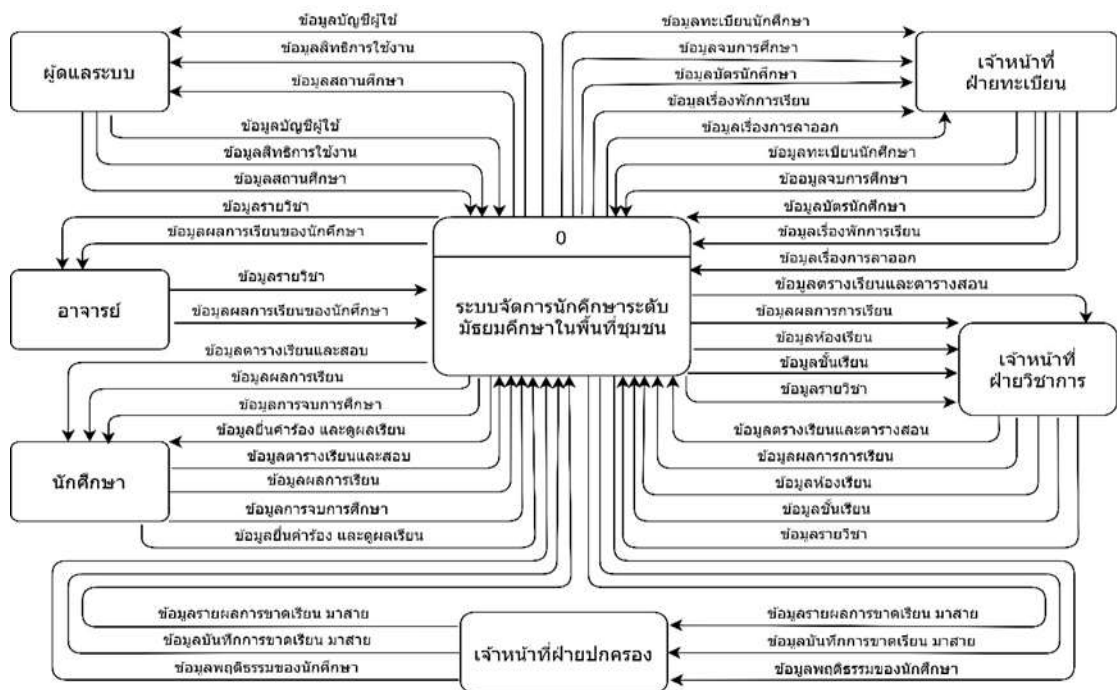 ข้อมูลบัญชีผู้ใช้
ข้อมูลสิทธิการใช้งาน
ข้อมูลสถานศึกษา
ผู้ดแลระบบ
ข้อมูลบัญชีผู้ใช้
ข้อมูลสิทธิการใช้งาน
ข้อมูลสถานศึกษา
ข้อมูลทะเบียนนักศึกษา
ข้อมูลจบการศึกษา
ข้อมูลบัตรนักศึกษา
ข้อมูลเรื่องพักการเรียน
ข้อมูลเรื่องการลาออก
เจ้าหน้าที่
ฝ่ายทะเบียน
ข้อมูลทะเบียนนักศึกษา
ข้ออมูลจบการศึกษา
ข้อมูลบัตรนักศึกษา
ข้อมูลเรื่องพักการเรียน
ข้อมูลเรื่องการลาออก
ข้อมูลรายวิชา
ข้อมูลผลการเรียนของนักศึกษา
อาจารย์
ข้อมูลรายวิชา
ข้อมูลผลการเรียนของนักศึกษา
0
ระบบจัดการนักศึกษาระดับ
มัธยมศึกษาในพื้นที่ชุมชน
ข้อมูลตรางเรียนและตารางสอน
ข้อมูลผลการการเรียน
ข้อมูลห้องเรียน
ข้อมูลชั้นเรียน
ข้อมูลรายวิชา
เจ้าหน้าที่
ฝ่ายวิชาการ
ข้อมูลตรางเรียนและตารางสอน
ข้อมูลผลการการเรียน
ข้อมูลห้องเรียน
ข้อมูลชั้นเรียน
ข้อมูลรายวิชา
ข้อมูลตารางเรียนและสอบ
ข้อมูลผลการเรียน
ข้อมูลการจบการศึกษา
ข้อมูลยื่นคำร้อง และดูผลเรียน
นักศึกษา
ข้อมูลตารางเรียนและสอบ
ข้อมูลผลการเรียน
ข้อมูลการจบการศึกษา
ข้อมูลยื่นคำร้อง และดูผลเรียน
ข้อมูลรายผลการขาดเรียน มาสาย
ข้อมูลบันทึกการขาดเรียน มาสาย
ข้อมูลพฤติธรรมของนักศึกษา
เจ้าหน้าที่ฝ่ายปกครอง
ข้อมูลรายผลการขาดเรียน มาสาย
ข้อมูลบันทึกการขาดเรียน มาสาย
ข้อมูลพฤติธรรมของนักศึกษา